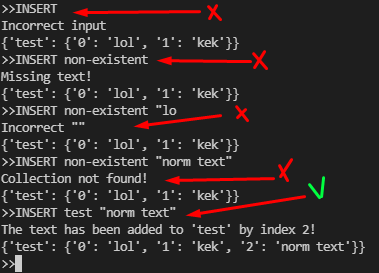 >>INSERT
Incorrect input
{'test': {'0': 'lol', '1': 'kek'}}
>>INSERT non-existent
Missing text!
{'test': {'0': 'lol', '1': 'kek'}}
>>INSERT non-existent "lo
Incorrect ""
{'test': {'0': 'lol', '1': 'kek'}}
>>INSERT non-existent "norm text"
Collection not found!
{'test': {'0': 'lol', '1': 'kek'}}
>>INSERT test "norm text"
The text has been added to 'test' by index 2!
{'test': {'0': 'lol', '1': 'kek', '2': 'norm text'}}
>>